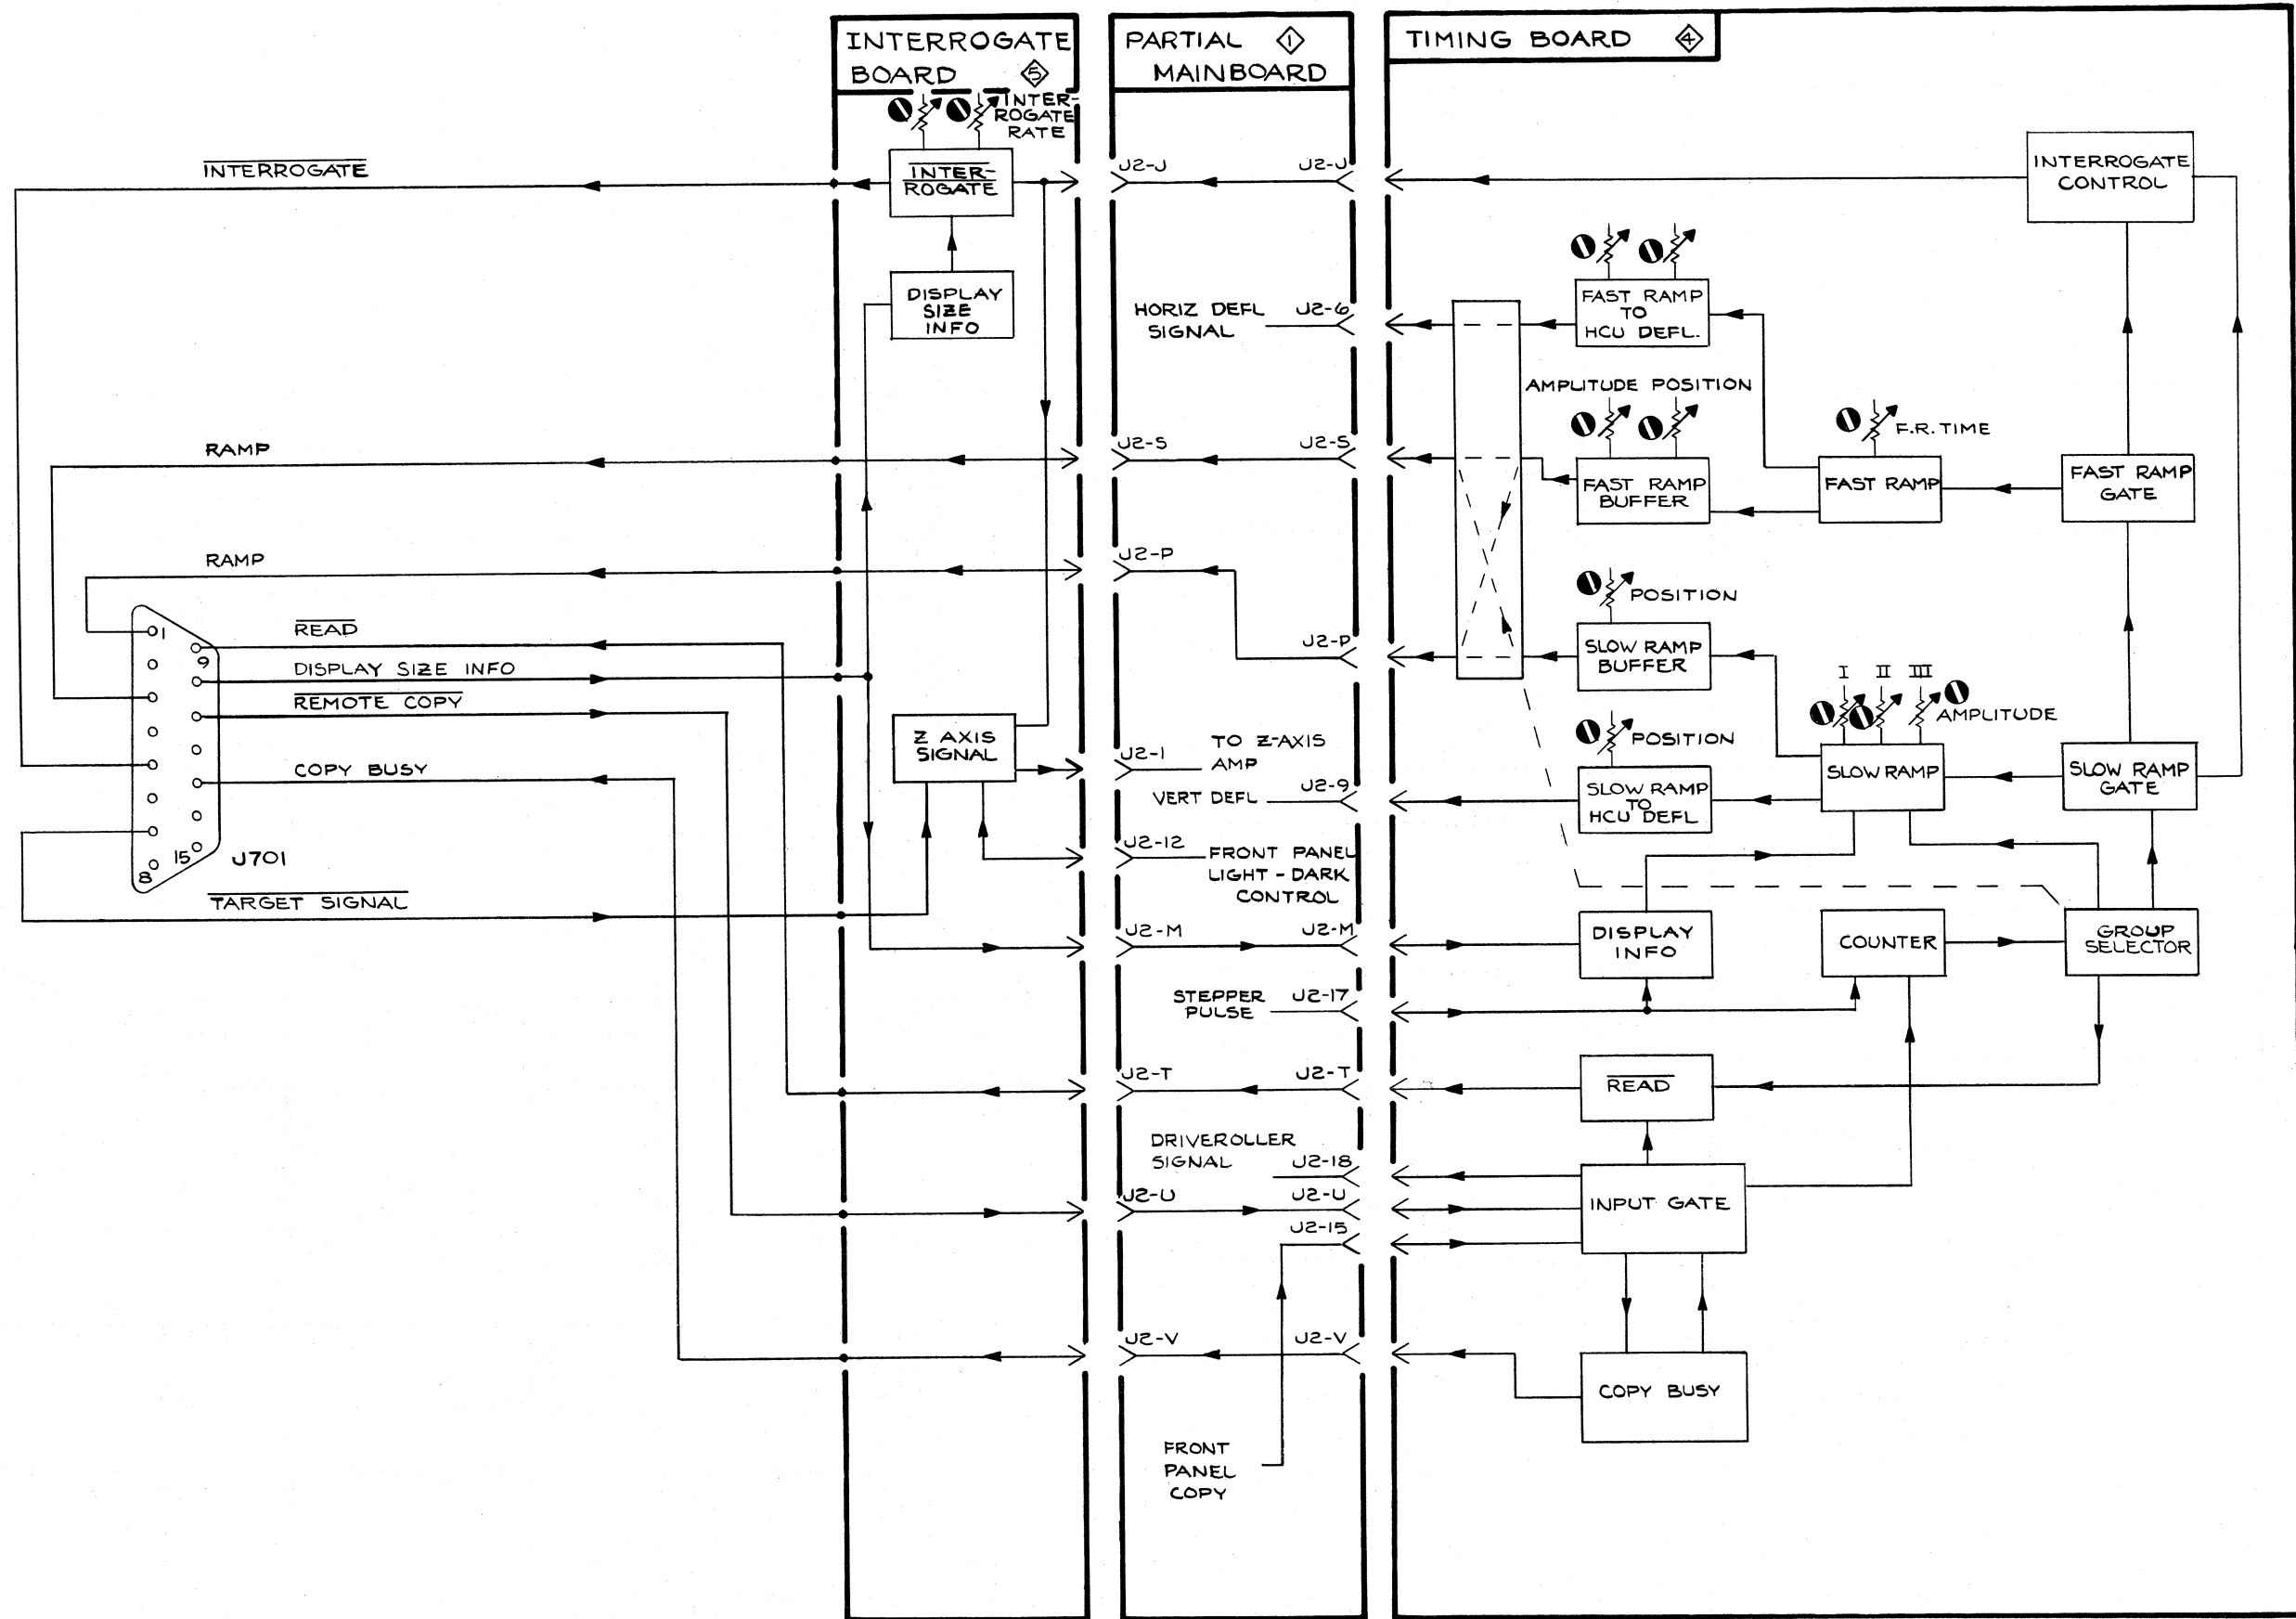 INTERROGATE
BOARD 5
PARTIAL 1
MAINBOARD
TIMING BOARD 4
INTER-
ROGATE
RATE
INTERROGATE
INTER-
ROGATE
J2-J
J2-J
INTERROGATE
CONTROL
DISPLAY
SIZE
INFO
HORIZ DEFL
SIGNAL
J2-6
FAST RAMP
TO
HCU DEFL.
AMPLITUDE POSITION
F.R. TIME
RAMP
J2-S
J2-S
FAST RAMP
BUFFER
FAST RAMP
FAST RAMP
GATE
RAMP
J2-P
J2-P
POSITION
SLOW RAMP
BUFFER
I II III
AMPLITUDE
1
9
15
8
J701
READ
DISPLAY SIZE INFO
REMOTE COPY
COPY BUSY
TARGET SIGNAL
Z AXIS
SIGNAL
J2-1
TO Z-AXIS
AMP
VERT DEFL
J2-9
POSITION
SLOW RAMP
TO
HCU DEFL
SLOW RAMP
SLOW RAMP
GATE
J2-12
FRONT PANEL
LIGHT - DARK
CONTROL
J2-M
J2-M
DISPLAY
INFO
COUNTER
GROUP
SELECTOR
STEPPER
PULSE
J2-17
J2-T
J2-T
READ
DRIVEROLLER
SIGNAL
J2-18
J2-U
J2-U
J2-15
INPUT GATE
J2-V
J2-V
COPY BUSY
FRONT
PANEL
COPY